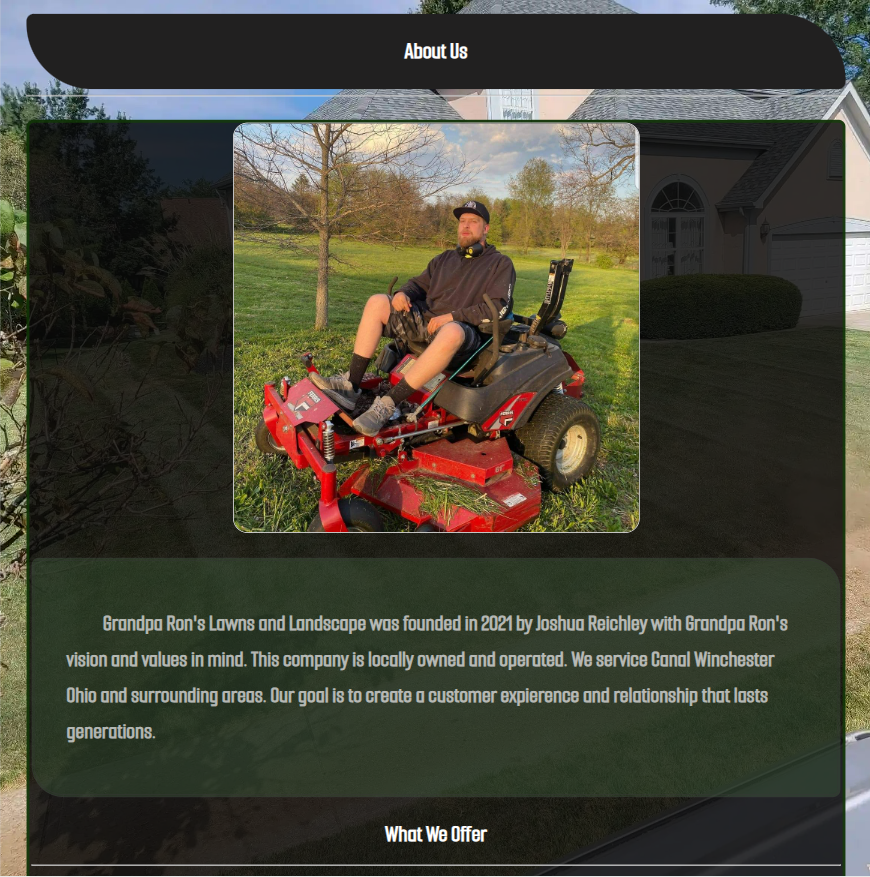 About Us
Grandpa Ron's Lawns and Landscape was founded in 2021 by Joshua Reichley with Grandpa Ron's
vision and values in mind. This company is locally owned and operated. We service Canal Winchester
Ohio and surrounding areas. Our goal is to create a customer expierence and relationship that lasts
generations.
What We Offer